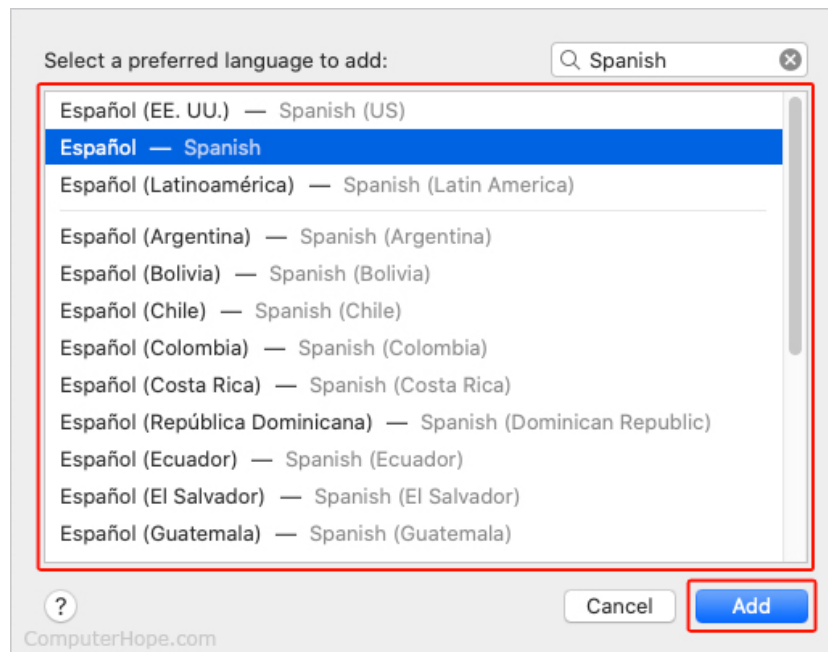 Select a preferred language to add: Spanish
Español (EE. UU.) — Spanish (US)
Español — Spanish
Español (Latinoamérica) — Spanish (Latin America)
Español (Argentina) — Spanish (Argentina)
Español (Bolivia) — Spanish (Bolivia)
Español (Chile) — Spanish (Chile)
Español (Colombia) — Spanish (Colombia)
Español (Costa Rica) — Spanish (Costa Rica)
Español (República Dominicana) — Spanish (Dominican Republic)
Español (Ecuador) — Spanish (Ecuador)
Español (El Salvador) — Spanish (El Salvador)
Español (Guatemala) — Spanish (Guatemala)
? Cancel Add
ComputerHope.com